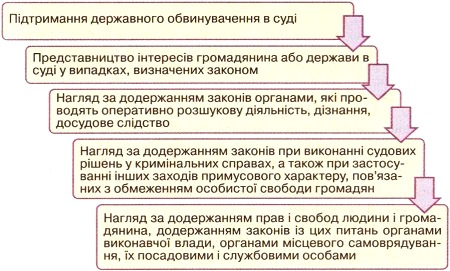 Підтримання державного обвинувачення в суді
Представництво інтересів громадянина або держави в
суді у випадках, визначених законом
Нагляд за додержанням законів органами, які про-
водять оперативно розшукову діяльність, дізнання,
досудове слідство
Нагляд за додержанням законів при виконанні судових
рішень у кримінальних справах, а також при застосу-
ванні інших заходів примусового характеру, пов’яза-
них з обмеженням особистої свободи громадян
Нагляд за додержанням прав і свобод людини і грома-
дянина, додержанням законів із цих питань органами
виконавчої влади, органами місцевого самоврядуван-
ня, їх посадовими і службовими особами